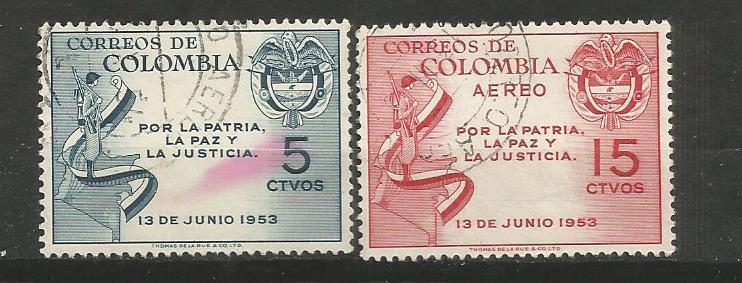 CORREOS DE
COLOMBIA
POR LA PATRIA,
LA PAZ Y
LA JUSTICIA.
5
CTVOS
13 DE JUNIO 1953
THOMAS DE LA RUE & CO. LTD.
CORREOS DE
COLOMBIA
AEREO
POR LA PATRIA,
LA PAZ Y
LA JUSTICIA.
15
CTVOS
13 DE JUNIO 1953
THOMAS DE LA RUE & CO. LTD.